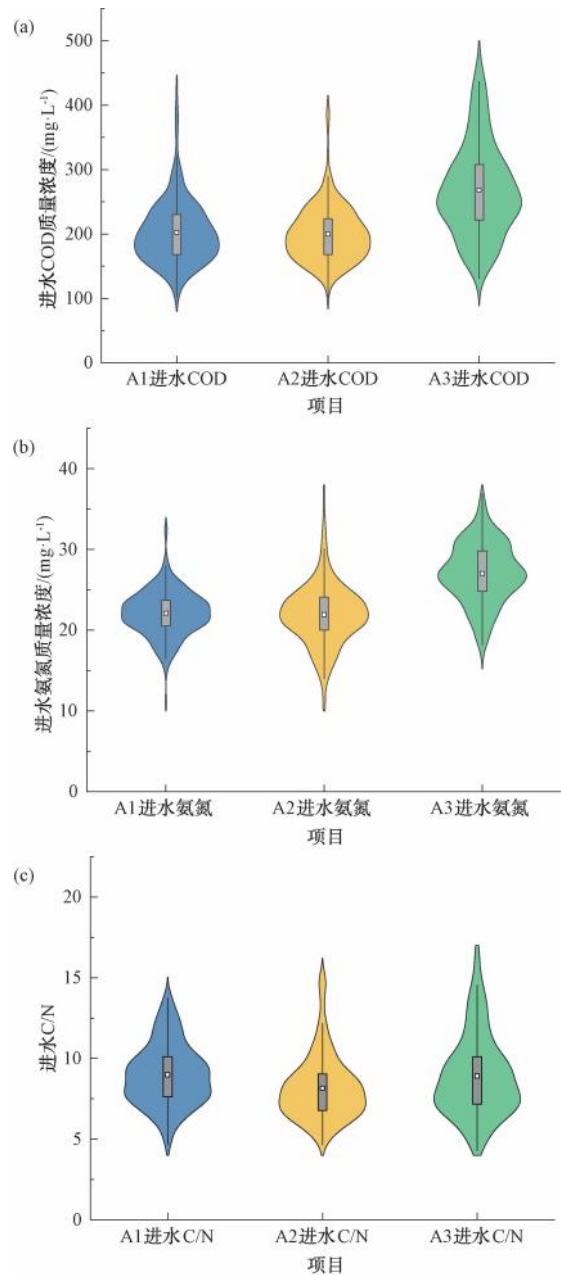 (a)
进水COD质量浓度/(mg·L⁻¹)
500
400
300
200
100
0
A1进水COD A2进水COD A3进水COD
项目
(b)
进水氨氮质量浓度/(mg·L⁻¹)
40
30
20
10
0
A1进水氨氮 A2进水氨氮 A3进水氨氮
项目
(c)
进水C/N
20
15
10
5
0
A1进水C/N A2进水C/N A3进水C/N
项目